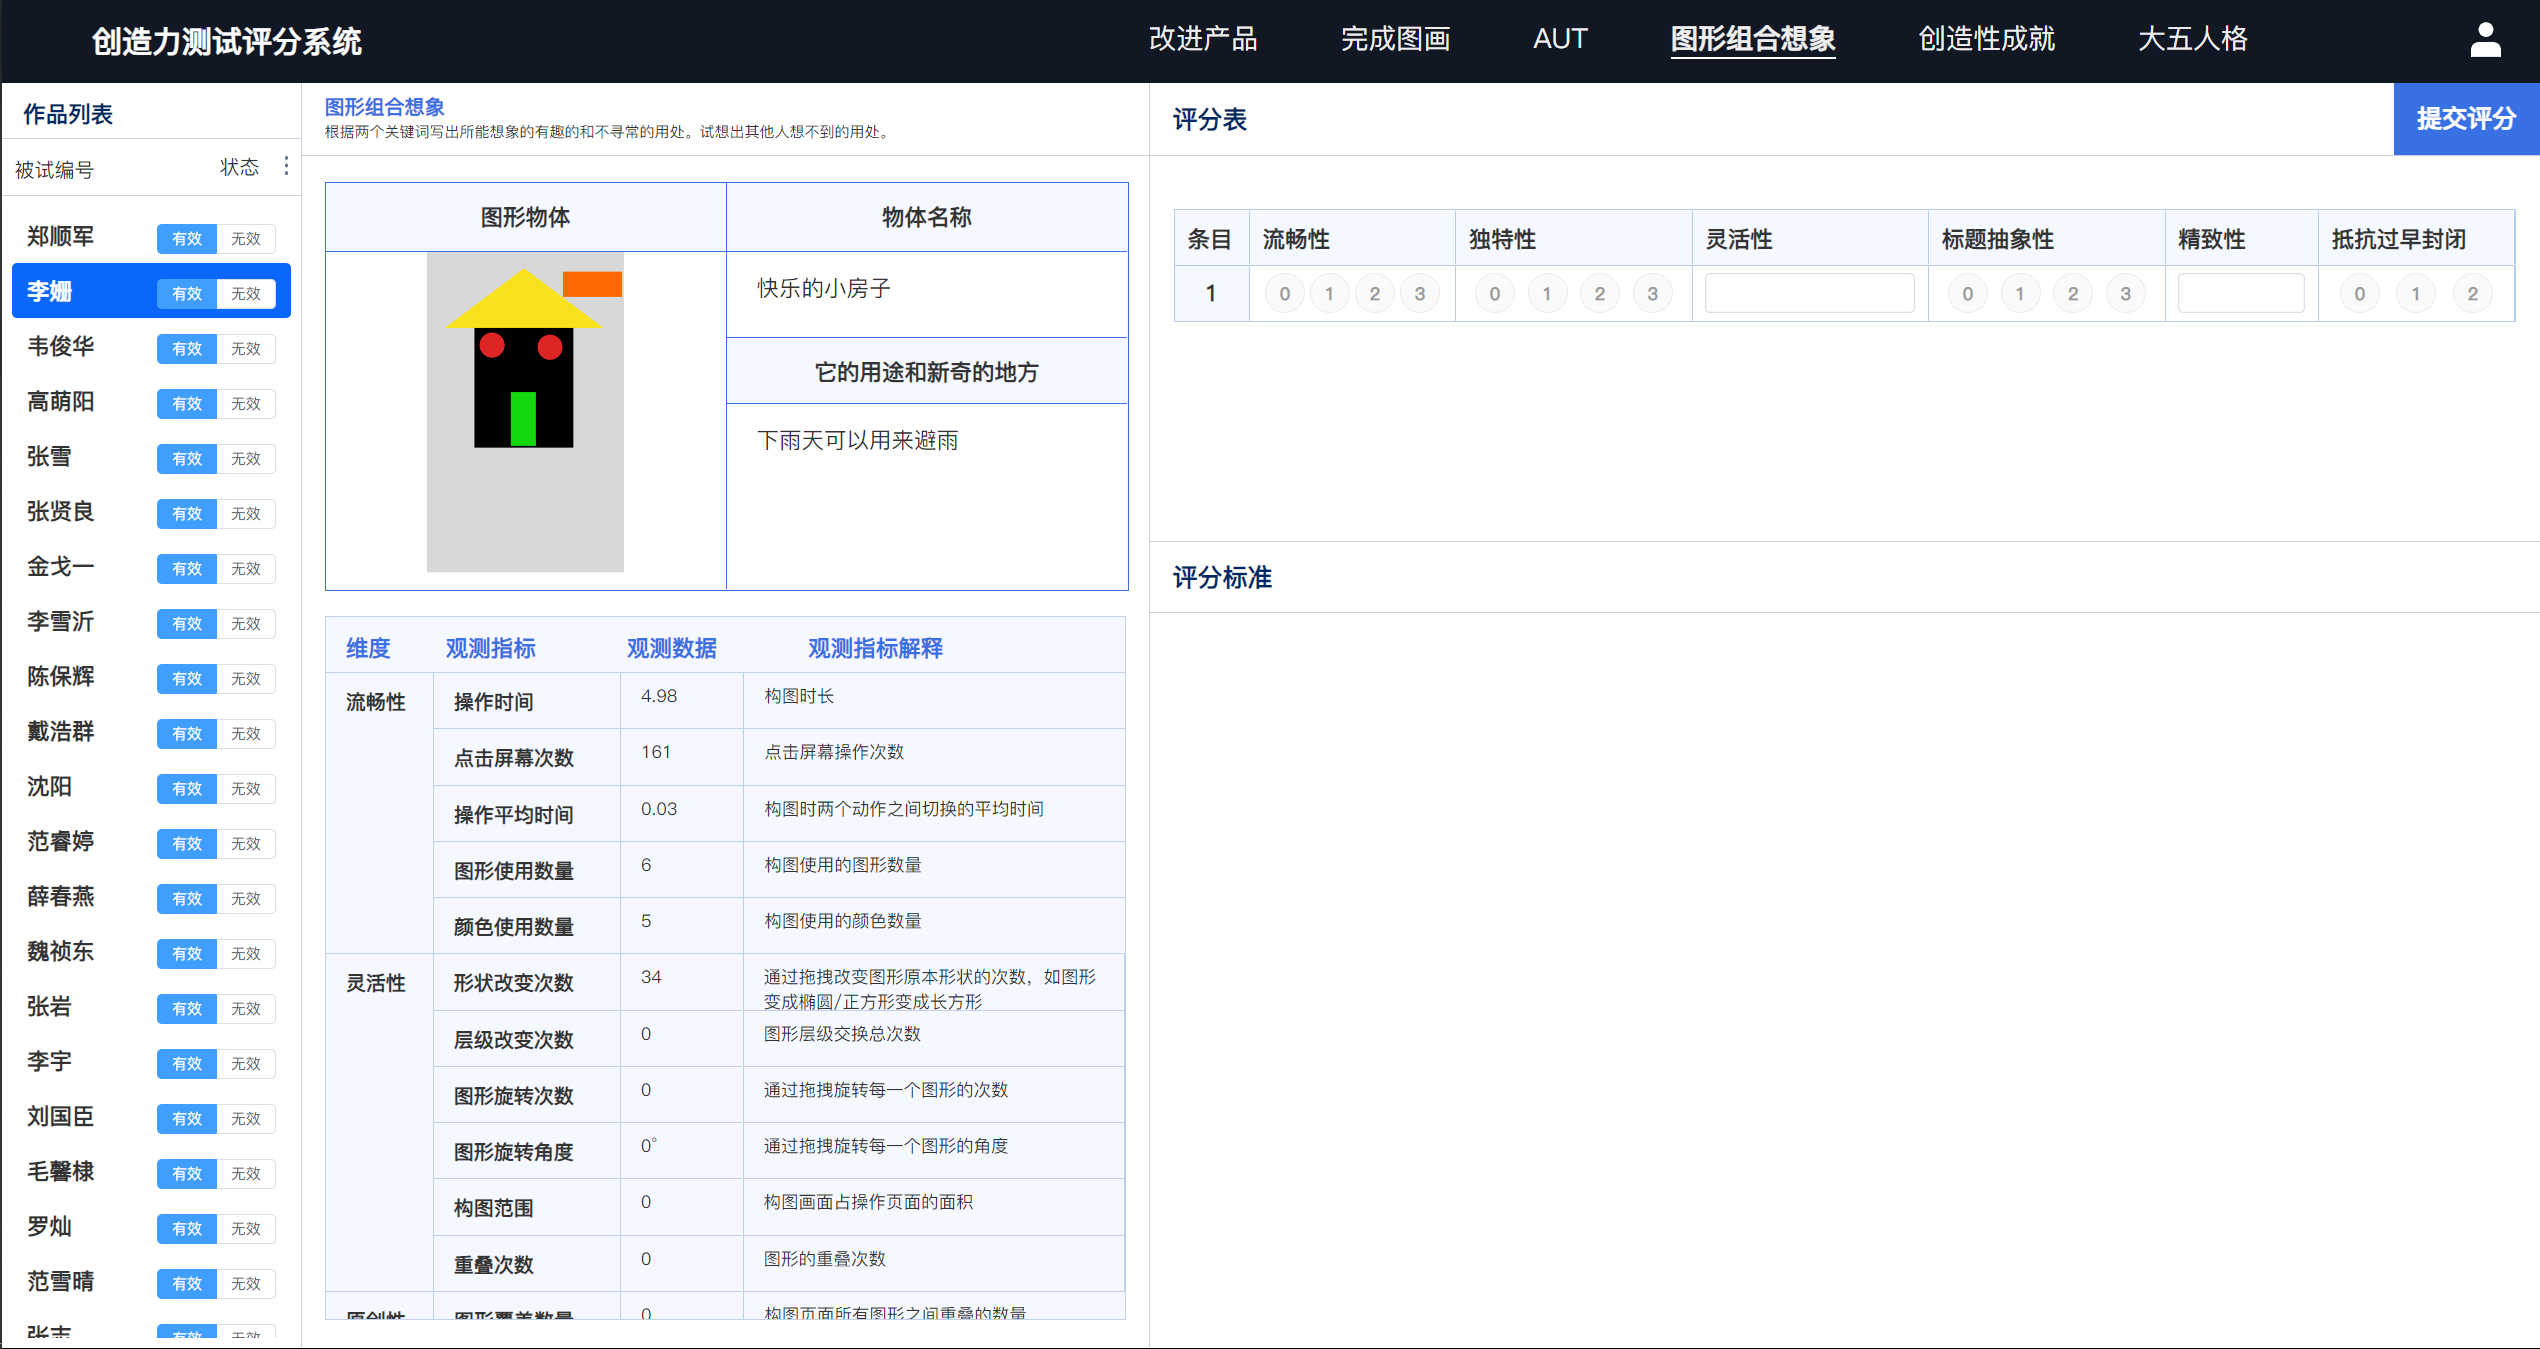 创造力测试评分系统
改进产品 完成图画 AUT 图形组合想象 创造性成就 大五人格
作品列表
被试编号 状态
郑顺军 有效 无效
李姗 有效 无效
韦俊华 有效 无效
高萌阳 有效 无效
张雪 有效 无效
张贤良 有效 无效
金戈一 有效 无效
李雪沂 有效 无效
陈保辉 有效 无效
戴浩群 有效 无效
沈阳 有效 无效
范睿婷 有效 无效
薛春燕 有效 无效
魏祯东 有效 无效
张岩 有效 无效
李宇 有效 无效
刘国臣 有效 无效
毛馨棣 有效 无效
罗灿 有效 无效
范雪晴 有效 无效
张志 有效 无效
图形组合想象
根据两个关键词写出所能想象的有趣的和不寻常的用处。试想出其他人想不到的用处。
图形物体 物体名称
快乐的小房子
它的用途和新奇的地方
下雨天可以用来避雨
维度 观测指标 观测数据 观测指标解释
流畅性 操作时间 4.98 构图时长
点击屏幕次数 161 点击屏幕操作次数
操作平均时间 0.03 构图时两个动作之间切换的平均时间
图形使用数量 6 构图使用的图形数量
颜色使用数量 5 构图使用的颜色数量
灵活性 形状改变次数 34 通过拖拽改变图形原本形状的次数，如图形
变成椭圆/正方形变成长方形
层级改变次数 0 图形层级交换总次数
图形旋转次数 0 通过拖拽旋转每一个图形的次数
图形旋转角度 0° 通过拖拽旋转每一个图形的角度
构图范围 0 构图画面占操作页面的面积
重叠次数 0 图形的重叠次数
原创性 图形覆盖数量 0 构图页面所有图形之间重叠的数量
评分表 提交评分
条目 流畅性 独特性 灵活性 标题抽象性 精致性 抵抗过早封闭
1 0 1 2 3 0 1 2 3 0 1 2 3 0 1 2
评分标准